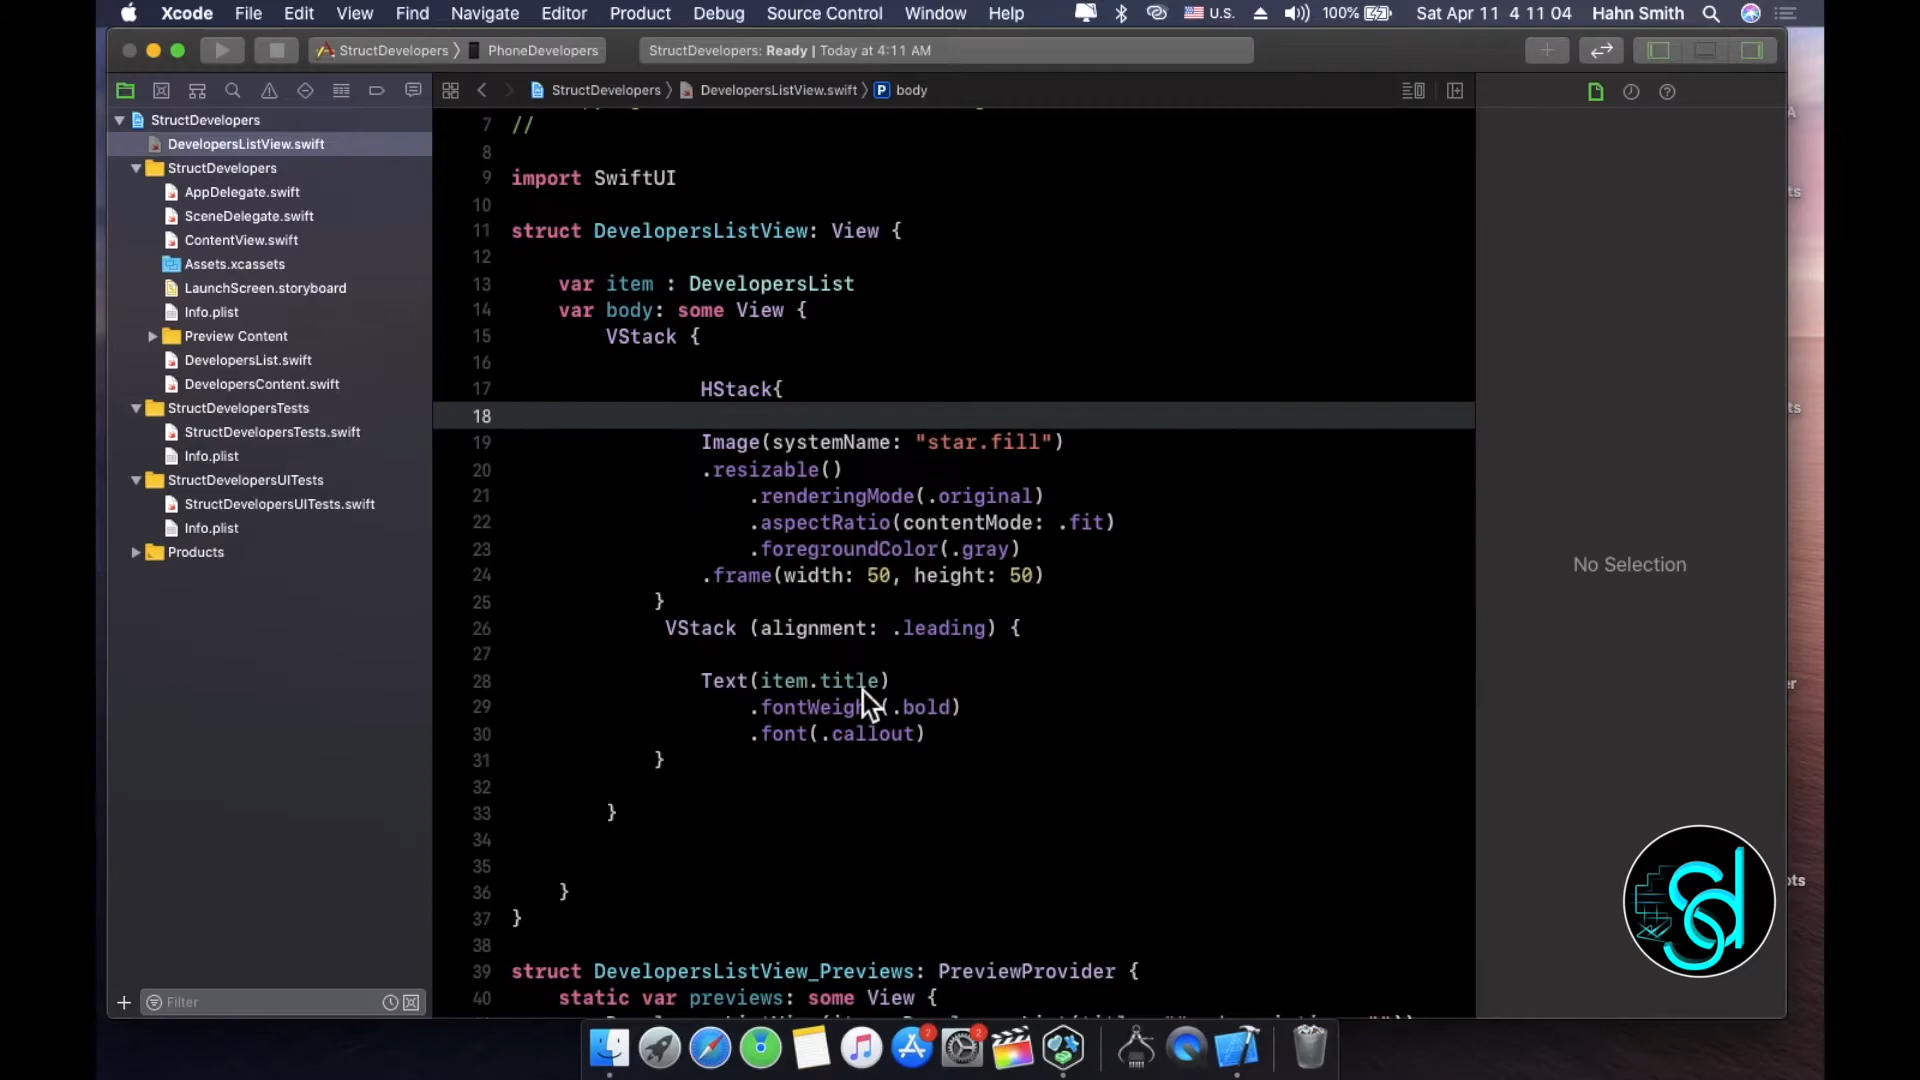 Xcode File Edit View Find Navigate Editor Product Debug Source Control Window Help U.S. 100% Sat Apr 11 4 11 04 Hahn Smith
StructDevelopers PhoneDevelopers StructDevelopers: Ready | Today at 4:11 AM
StructDevelopers DevelopersListView.swift P body
StructDevelopers
DevelopersListView.swift
StructDevelopers
AppDelegate.swift
SceneDelegate.swift
ContentView.swift
Assets.xcassets
LaunchScreen.storyboard
Info.plist
Preview Content
DevelopersList.swift
DevelopersContent.swift
StructDevelopersTests
StructDevelopersTests.swift
Info.plist
StructDevelopersUITests
StructDevelopersUITests.swift
Info.plist
Products
Filter
7 //
8
9 import SwiftUI
10
11 struct DevelopersListView: View {
12
13 var item : DevelopersList
14 var body: some View {
15 VStack {
16
17 HStack{
18
19 Image(systemName: "star.fill")
20 .resizable()
21 .renderingMode(.original)
22 .aspectRatio(contentMode: .fit)
23 .foregroundColor(.gray)
24 .frame(width: 50, height: 50)
25 }
26 VStack (alignment: .leading) {
27
28 Text(item.title)
29 .fontWeigh (.bold)
30 .font(.callout)
31 }
32
33 }
34
35
36 }
37 }
38
39 struct DevelopersListView_Previews: PreviewProvider {
40 static var previews: some View {
No Selection
Sd
2
2